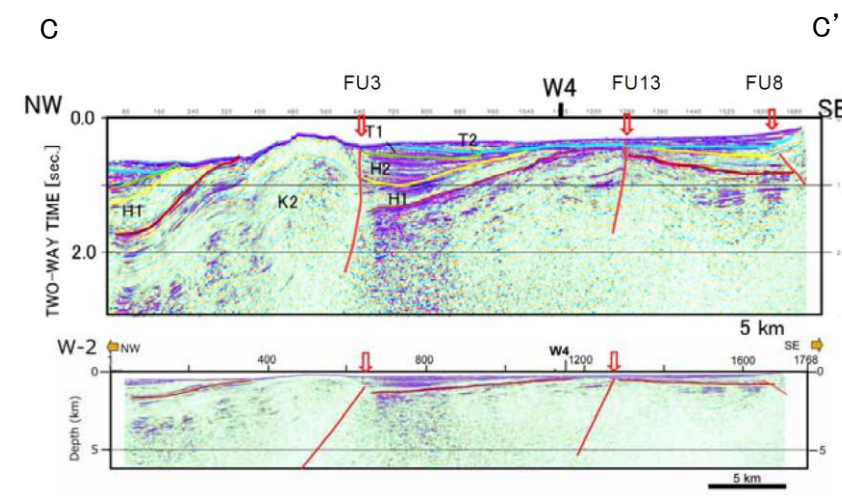 C C'
FU3 W4 FU13 FU8
NW SE
0.0
T1 T2
H2
H1 K2 H1
2.0
TWO-WAY TIME [sec.]
5 km
W-2 NW W4 SE
400 800 1200 1600 1768
0 0
Depth (km)
5 5
5 km